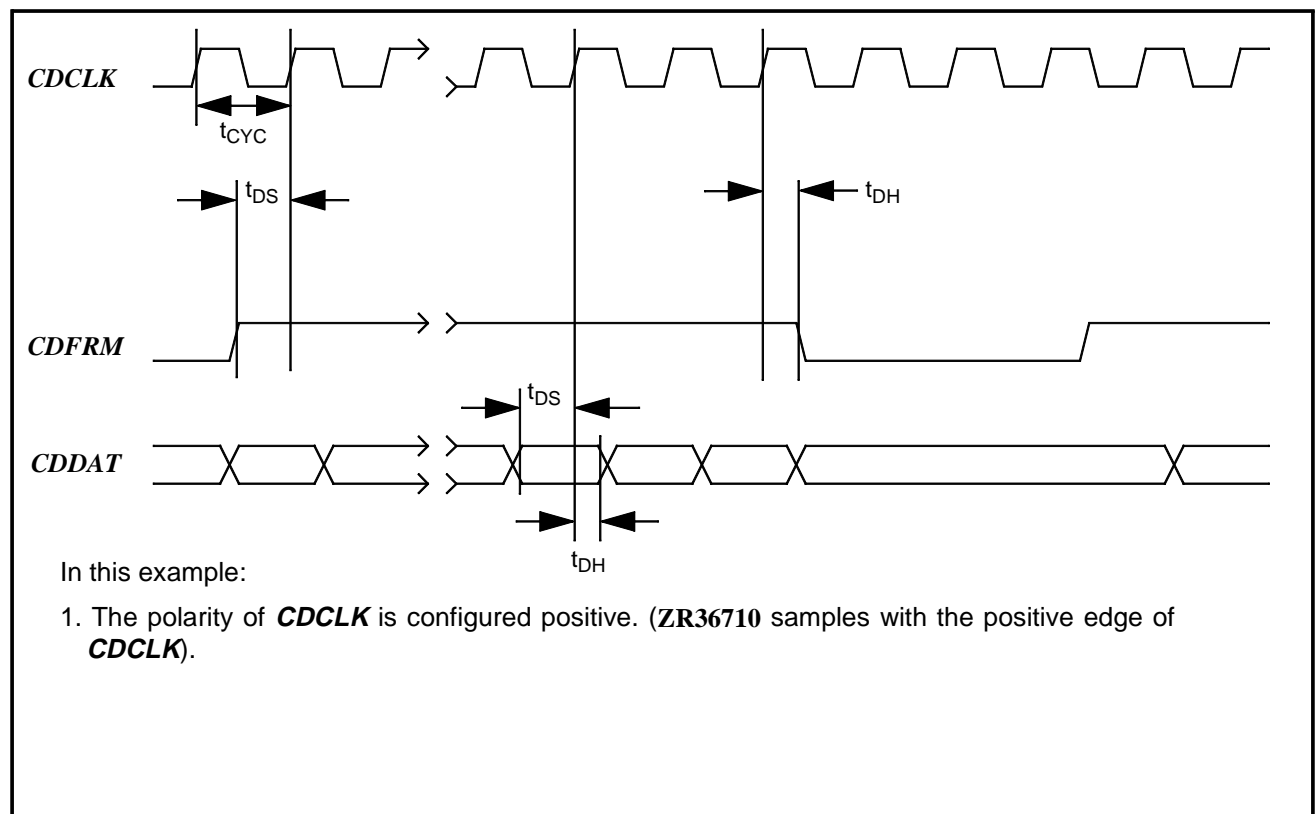 CDCLK
tCYC
tDS
tDH
CDFRM
tDS
CDDAT
tDH
In this example:
1. The polarity of CDCLK is configured positive. (ZR36710 samples with the positive edge of
CDCLK).